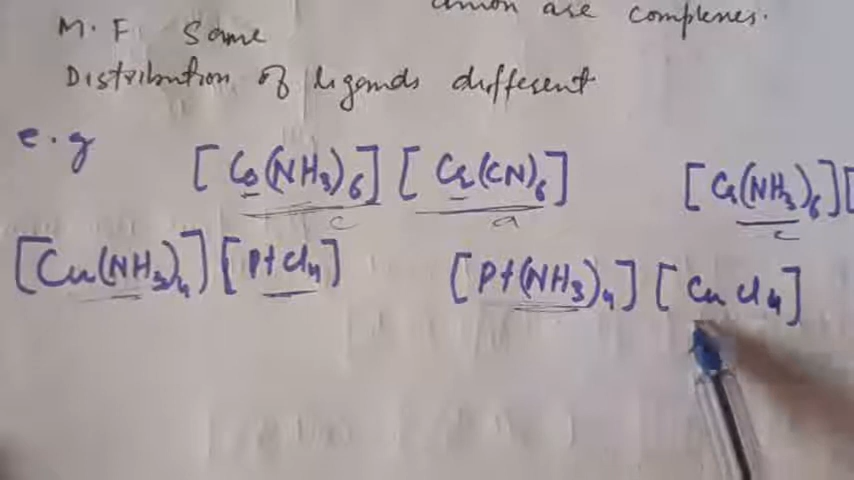 anion are complexes.
M.F. Same
Distribution of ligands different
e.g
[Co(NH3)6] [Cr(CN)6] [Cr(NH3)6] [
c a c
[Cu(NH3)4] [PtCl4] [Pt(NH3)4] [CuCl4]